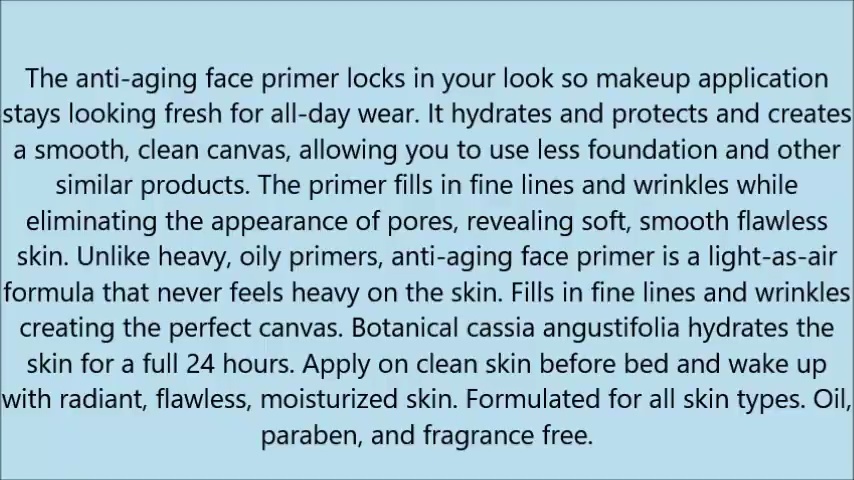 The anti-aging face primer locks in your look so makeup application
stays looking fresh for all-day wear. It hydrates and protects and creates
a smooth, clean canvas, allowing you to use less foundation and other
similar products. The primer fills in fine lines and wrinkles while
eliminating the appearance of pores, revealing soft, smooth flawless
skin. Unlike heavy, oily primers, anti-aging face primer is a light-as-air
formula that never feels heavy on the skin. Fills in fine lines and wrinkles
creating the perfect canvas. Botanical cassia angustifolia hydrates the
skin for a full 24 hours. Apply on clean skin before bed and wake up
with radiant, flawless, moisturized skin. Formulated for all skin types. Oil,
paraben, and fragrance free.